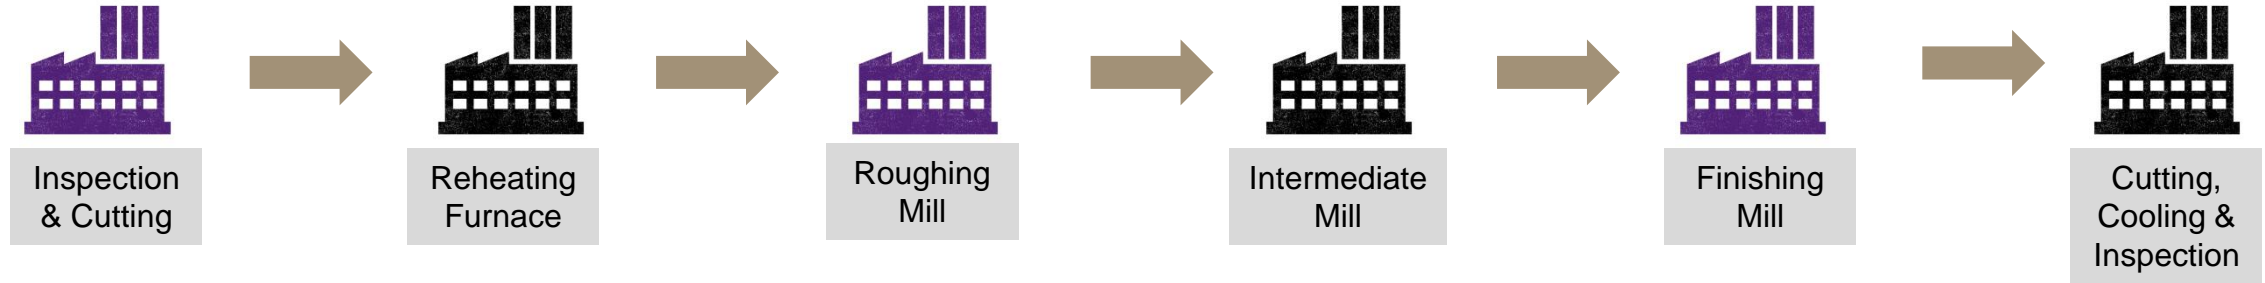 Inspection
& Cutting
Reheating
Furnace
Roughing
Mill
Intermediate
Mill
Finishing
Mill
Cutting,
Cooling &
Inspection